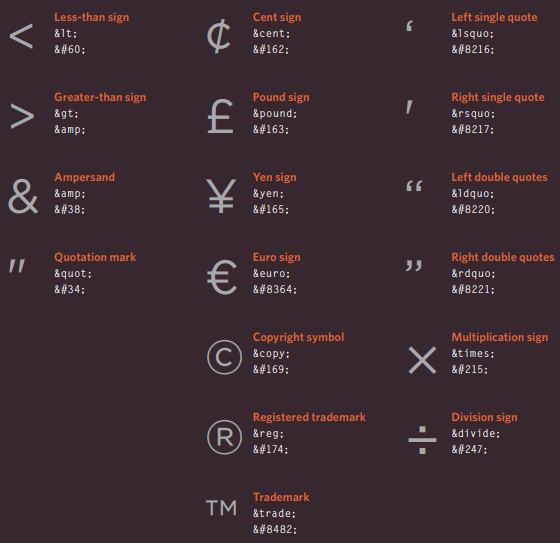 <
Less-than sign
&lt;
&#60;
>
Greater-than sign
&gt;
&amp;
&
Ampersand
&amp;
&#38;
"
Quotation mark
&quot;
&#34;
¢
Cent sign
&cent;
&#162;
£
Pound sign
&pound;
&#163;
¥
Yen sign
&yen;
&#165;
€
Euro sign
&euro;
&#8364;
©
Copyright symbol
&copy;
&#169;
®
Registered trademark
&reg;
&#174;
™
Trademark
&trade;
&#8482;
‘
Left single quote
&lsquo;
&#8216;
'
Right single quote
&rsquo;
&#8217;
“
Left double quotes
&ldquo;
&#8220;
”
Right double quotes
&rdquo;
&#8221;
×
Multiplication sign
&times;
&#215;
÷
Division sign
&divide;
&#247;